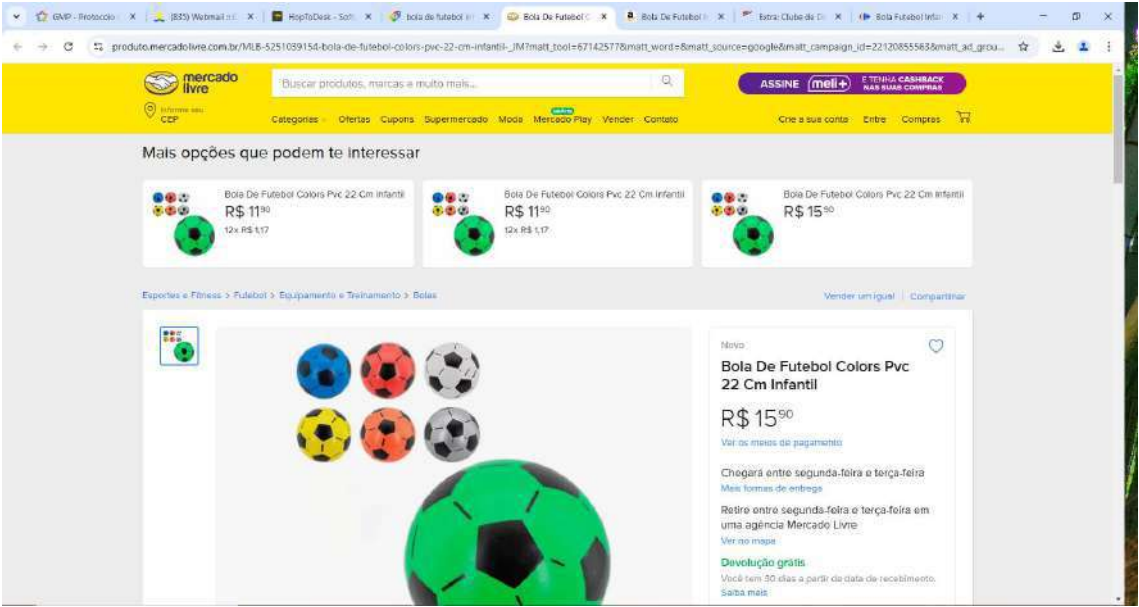 GMP - Protocolo
(835) Webmail
HopToDesk - Soft
bola de futebol in
Bola De Futebol C
Bola De Futebol
Extra: Clube de D
Bola Futebol Infan
produto.mercadolivre.com.br/MLB-5251039154-bola-de-futebol-colors-pvc-22-cm-infantil-_JM?matt_tool=67142577&matt_word=&matt_source=google&matt_campaign_id=22120855563&matt_ad_grou...
mercado
livre
Buscar produtos, marcas e muito mais...
ASSINE meli+ E TENHA CASHBACK
NAS SUAS COMPRAS
Informe seu
CEP
Categorias Ofertas Cupons Supermercado Moda Mercado Play Vender Contato
Crie a sua conta Entre Compras
Mais opções que podem te interessar
Bola De Futebol Colors Pvc 22 Cm Infantil
R$ 11⁹⁰
12x R$ 1,17
Bola De Futebol Colors Pvc 22 Cm Infantil
R$ 11⁹⁰
12x R$ 1,17
Bola De Futebol Colors Pvc 22 Cm Infantil
R$ 15⁹⁰
Esportes e Fitness > Futebol > Equipamento e Treinamento > Bolas
Vender um igual | Compartilhar
Novo
Bola De Futebol Colors Pvc
22 Cm Infantil
R$ 15⁹⁰
Ver os meios de pagamento
Chegará entre segunda-feira e terça-feira
Mais formas de entrega
Retire entre segunda-feira e terça-feira em
uma agência Mercado Livre
Ver no mapa
Devolução grátis
Você tem 30 dias a partir da data de recebimento.
Saiba mais